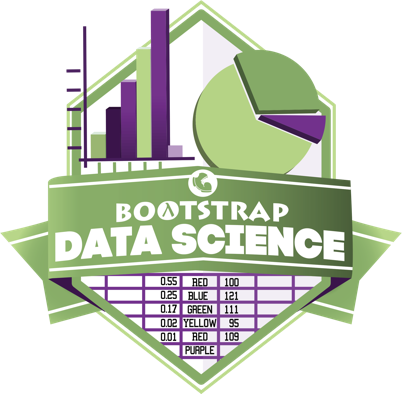 BOOTSTRAP
DATA SCIENCE
0.55 RED 100
0.25 BLUE 121
0.17 GREEN 111
0.02 YELLOW 95
0.01 RED 109
PURPLE